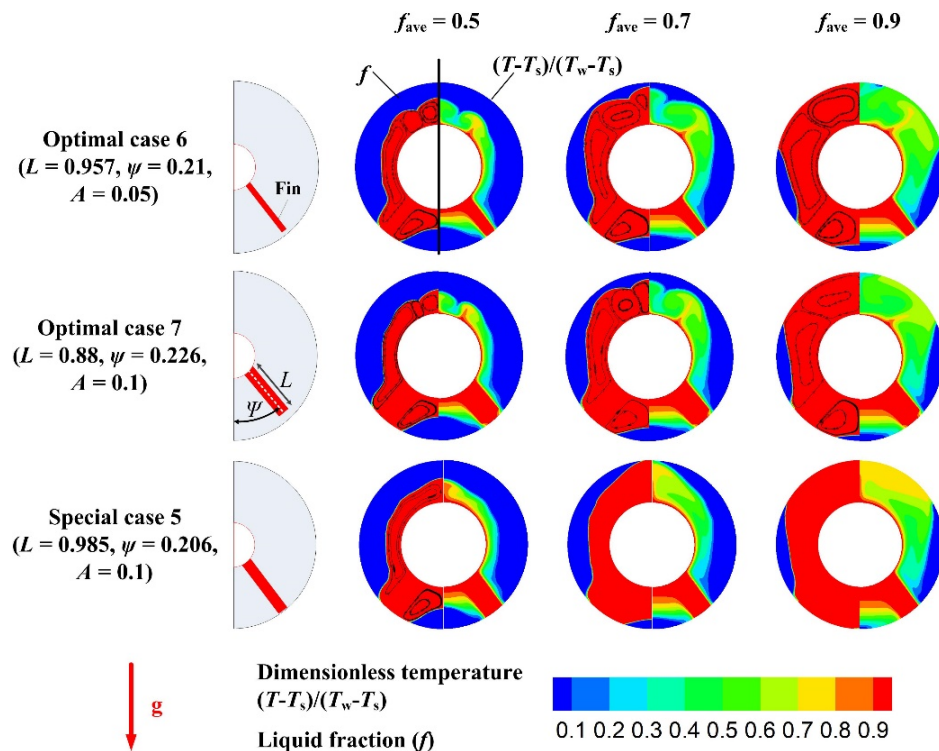 f_ave = 0.5
f_ave = 0.7
f_ave = 0.9
f
(T-T_s)/(T_w-T_s)
Optimal case 6
(L = 0.957, ψ = 0.21,
A = 0.05)
Fin
Optimal case 7
(L = 0.88, ψ = 0.226,
A = 0.1)
L
Ψ
Special case 5
(L = 0.985, ψ = 0.206,
A = 0.1)
g
Dimensionless temperature
(T-T_s)/(T_w-T_s)
Liquid fraction (f)
0.1 0.2 0.3 0.4 0.5 0.6 0.7 0.8 0.9